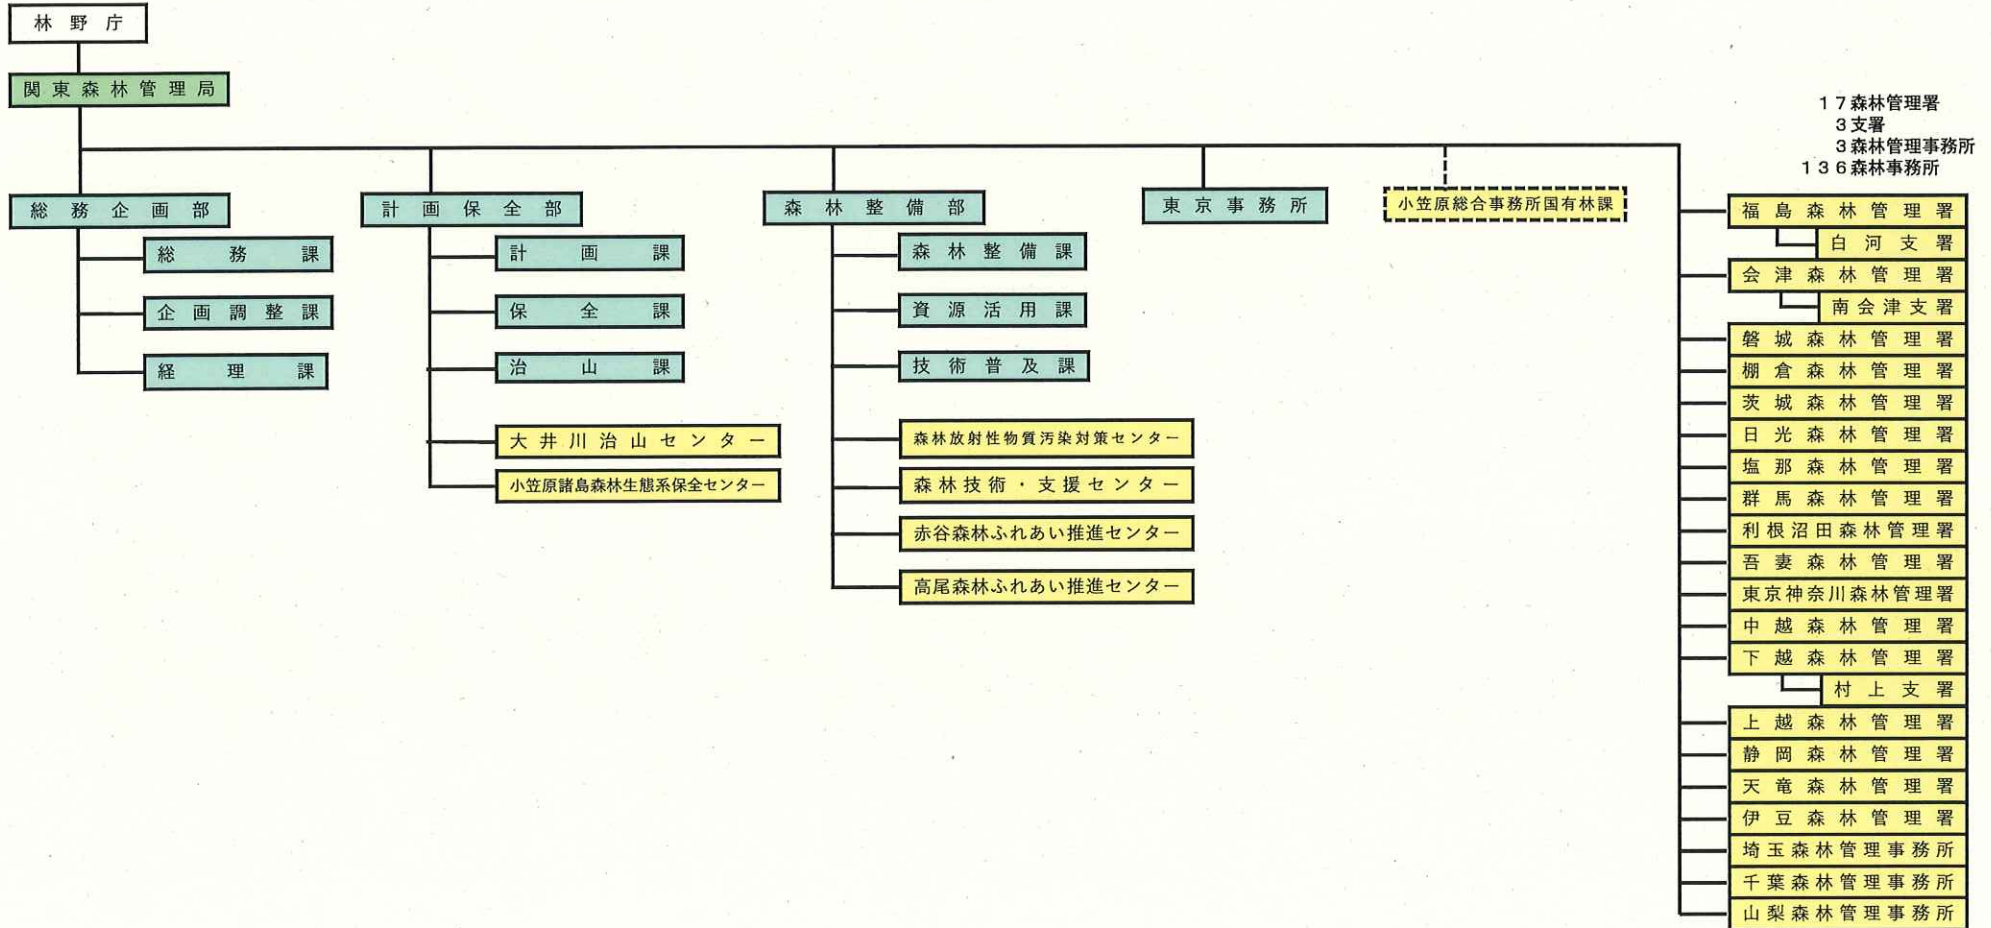 林野庁
関東森林管理局
17森林管理署
3支署
3森林管理事務所
136森林事務所
総務企画部
総務課
企画調整課
経理課
計画保全部
計画課
保全課
治山課
大井川治山センター
小笠原諸島森林生態系保全センター
森林整備部
森林整備課
資源活用課
技術普及課
森林放射性物質汚染対策センター
森林技術・支援センター
赤谷森林ふれあい推進センター
高尾森林ふれあい推進センター
東京事務所
小笠原総合事務所国有林課
福島森林管理署
白河支署
会津森林管理署
南会津支署
磐城森林管理署
棚倉森林管理署
茨城森林管理署
日光森林管理署
塩那森林管理署
群馬森林管理署
利根沼田森林管理署
吾妻森林管理署
東京神奈川森林管理署
中越森林管理署
下越森林管理署
村上支署
上越森林管理署
静岡森林管理署
天竜森林管理署
伊豆森林管理署
埼玉森林管理事務所
千葉森林管理事務所
山梨森林管理事務所